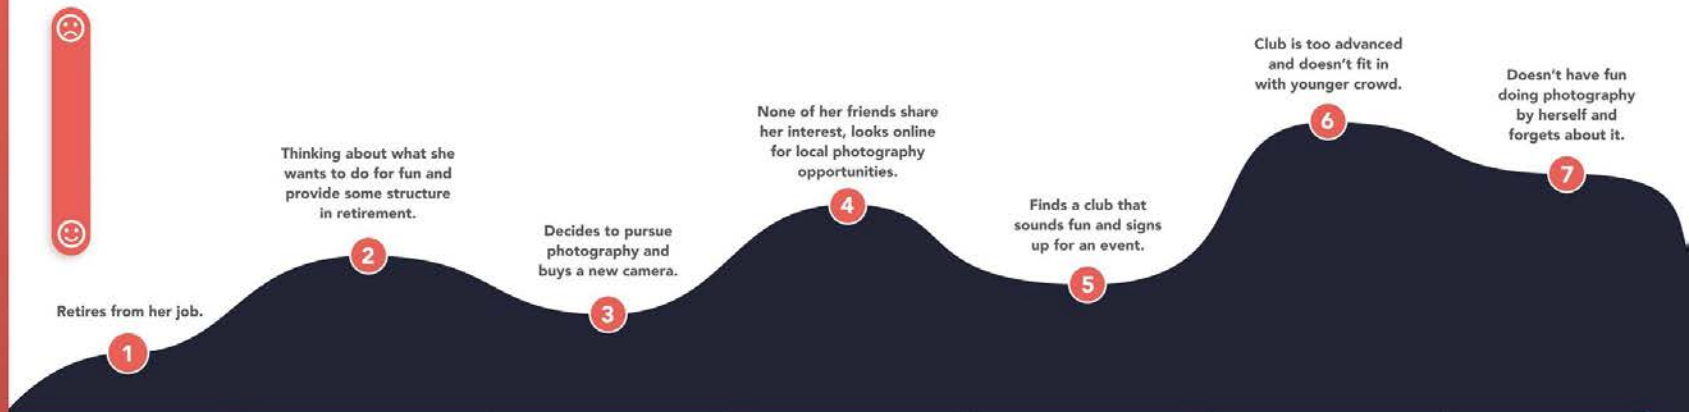 Retires from her job.
1
Thinking about what she
wants to do for fun and
provide some structure
in retirement.
2
Decides to pursue
photography and
buys a new camera.
3
None of her friends share
her interest, looks online
for local photography
opportunities.
4
Finds a club that
sounds fun and signs
up for an event.
5
Club is too advanced
and doesn't fit in
with younger crowd.
6
Doesn't have fun
doing photography
by herself and
forgets about it.
7